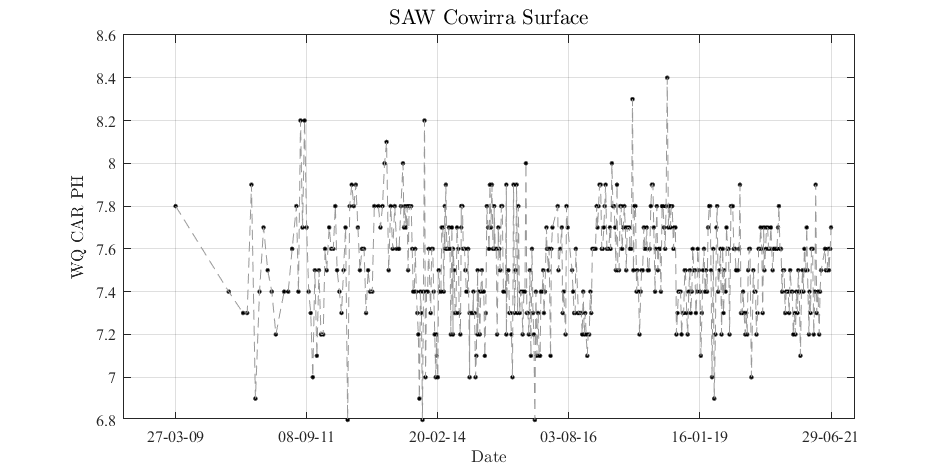 SAW Cowirra Surface
8.6
8.4
8.2
8
7.8
7.6
7.4
7.2
7
6.8
WQ CAR PH
27-03-09 08-09-11 20-02-14 03-08-16 16-01-19 29-06-21
Date